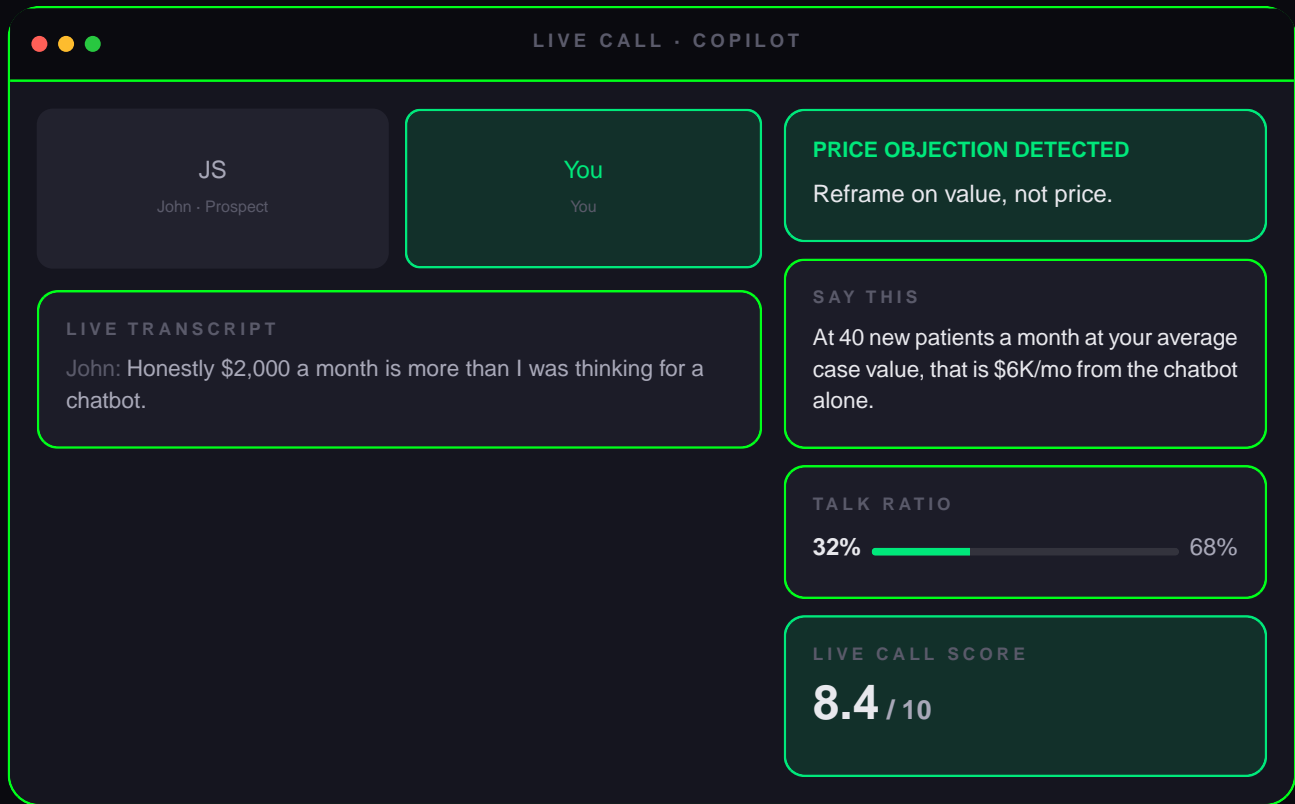 LIVE CALL · COPILOT
JS
John · Prospect
You
You
LIVE TRANSCRIPT
John: Honestly $2,000 a month is more than I was thinking for a
chatbot.
PRICE OBJECTION DETECTED
Reframe on value, not price.
SAY THIS
At 40 new patients a month at your average
case value, that is $6K/mo from the chatbot
alone.
TALK RATIO
32% 68%
LIVE CALL SCORE
8.4 / 10